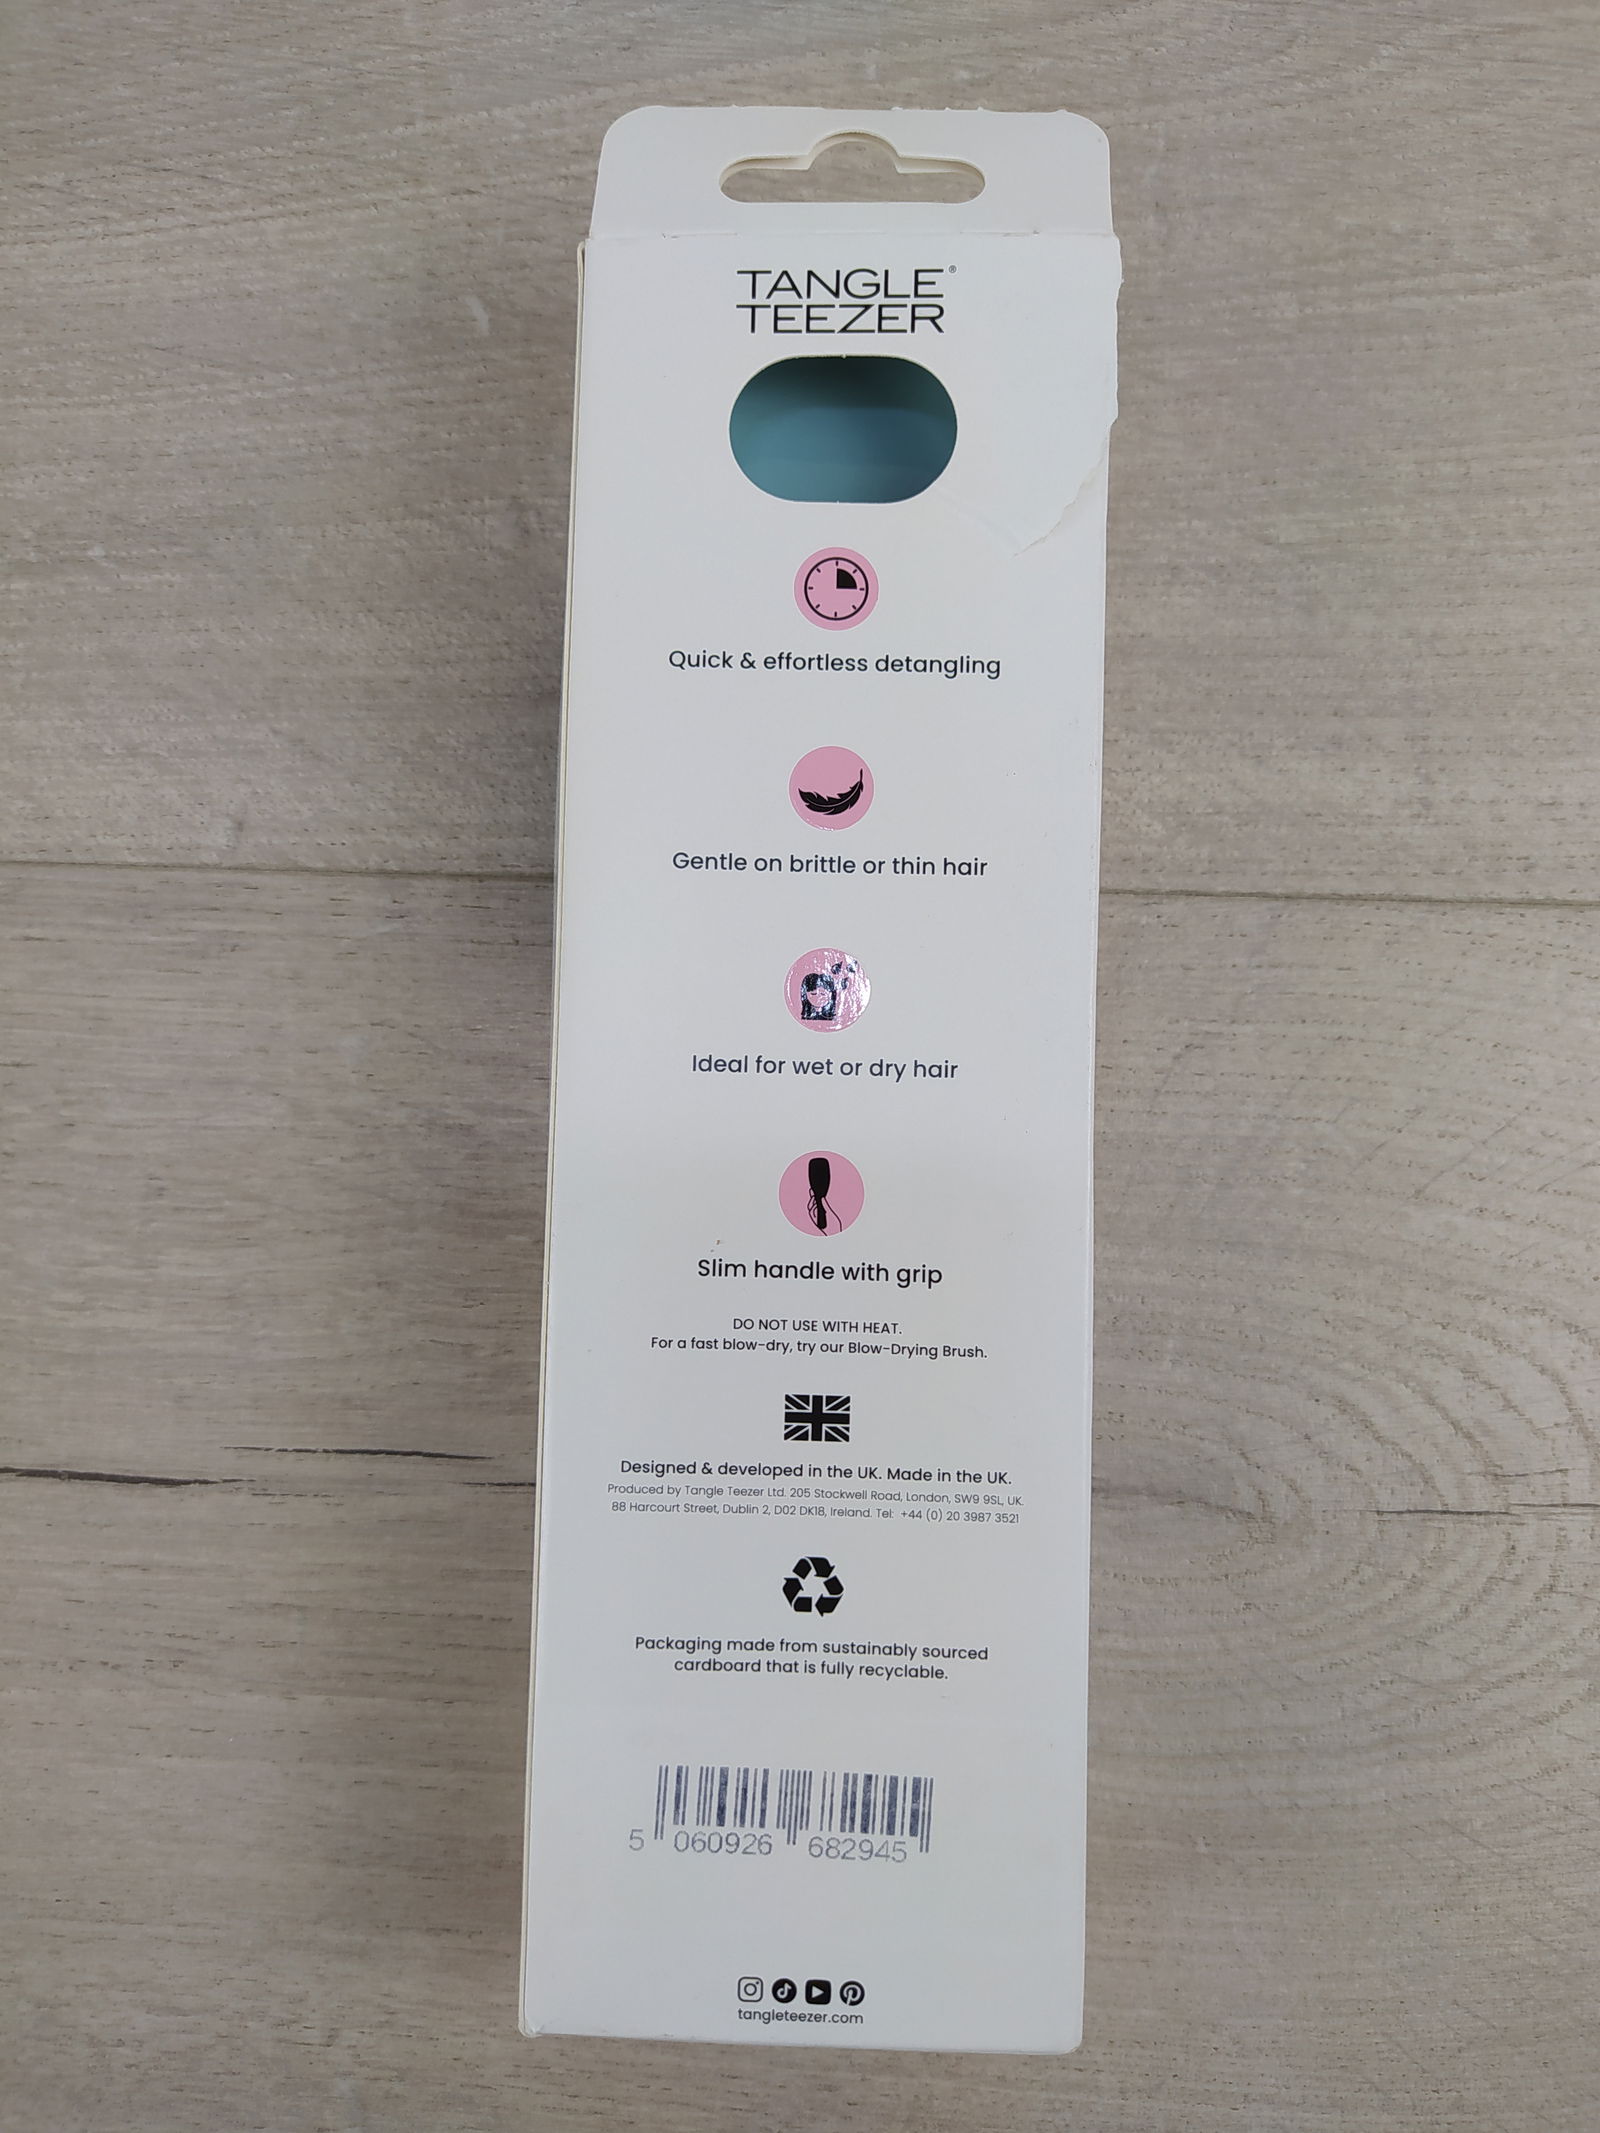 TANGLE®
TEEZER
Quick & effortless detangling
Gentle on brittle or thin hair
Ideal for wet or dry hair
Slim handle with grip
DO NOT USE WITH HEAT.
For a fast blow-dry, try our Blow-Drying Brush.
Designed & developed in the UK. Made in the UK.
Produced by Tangle Teezer Ltd. 205 Stockwell Road, London, SW9 9SL, UK.
88 Harcourt Street, Dublin 2, D02 DK18, Ireland. Tel: +44 (0) 20 3987 3521
Packaging made from sustainably sourced
cardboard that is fully recyclable.
5 060926 682945
tangleteezer.com